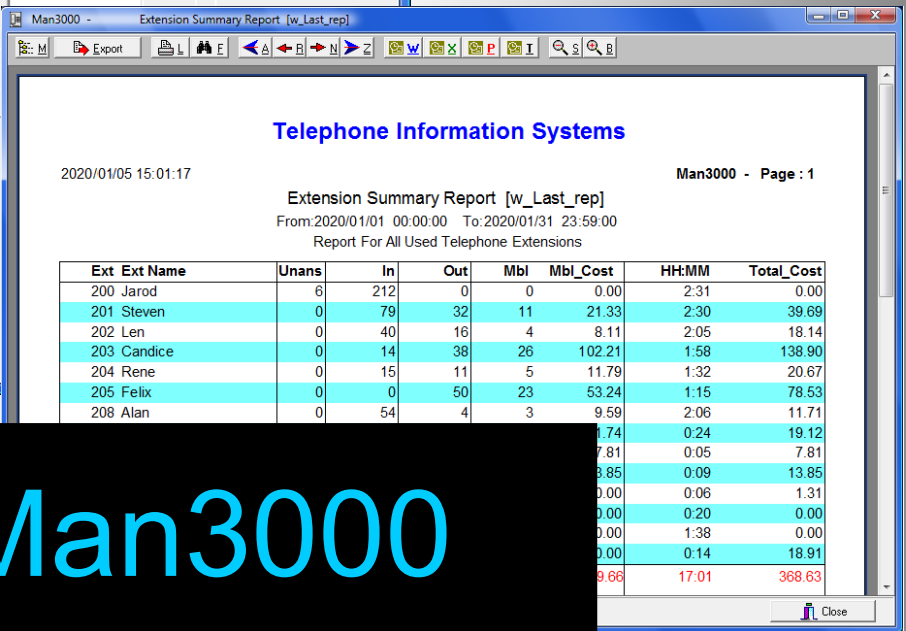 Man3000 - Extension Summary Report [w_Last_rep]
M Export L F A R N Z W X P I S B
Telephone Information Systems
2020/01/05 15:01:17 Man3000 - Page : 1
Extension Summary Report [w_Last_rep]
From:2020/01/01 00:00:00 To:2020/01/31 23:59:00
Report For All Used Telephone Extensions
Ext Ext Name Unans In Out Mbl Mbl_Cost HH:MM Total_Cost
200 Jarod 6 212 0 0 0.00 2:31 0.00
201 Steven 0 79 32 11 21.33 2:30 39.69
202 Len 0 40 16 4 8.11 2:05 18.14
203 Candice 0 14 38 26 102.21 1:58 138.90
204 Rene 0 15 11 5 11.79 1:32 20.67
205 Felix 0 0 50 23 53.24 1:15 78.53
208 Alan 0 54 4 3 9.59 2:06 11.71
.74 0:24 19.12
.81 0:05 7.81
.85 0:09 13.85
.00 0:06 1.31
.00 0:20 0.00
.00 1:38 0.00
.00 0:14 18.91
9.66 17:01 368.63
Man3000
Close